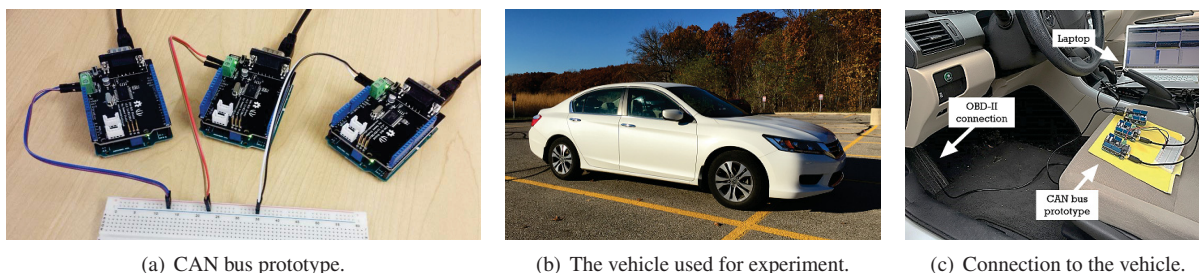 Laptop
OBD-II
connection
CAN bus
prototype
(a) CAN bus prototype.
(b) The vehicle used for experiment.
(c) Connection to the vehicle.